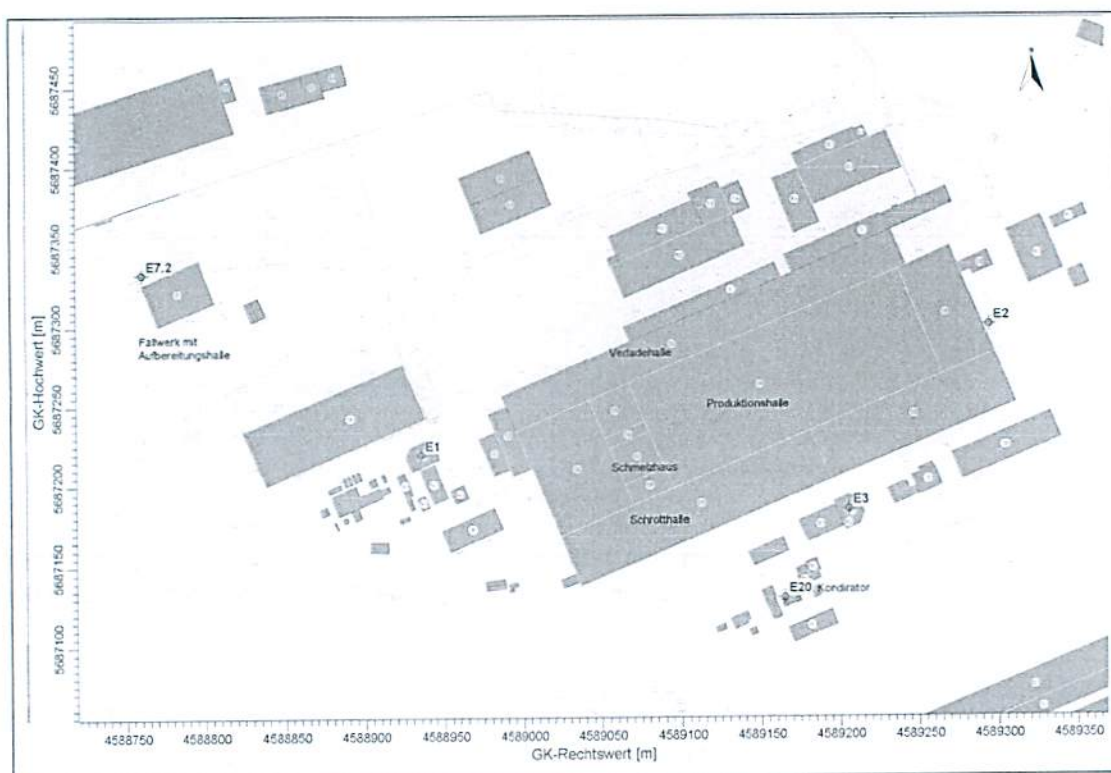 GK-Hochwert [m]
5687450
5687400
5687350
5687300
5687250
5687200
5687150
5687100
E7.2
Fallwerk mit
Aufbereitungshalle
E2
Verladehalle
Produktionshalle
E1
Schmelzhaus
Schrotthalle
E3
E20 Kondirator
4588750 4588800 4588850 4588900 4588950 4589000 4589050 4589100 4589150 4589200 4589250 4589300 4589350
GK-Rechtswert [m]